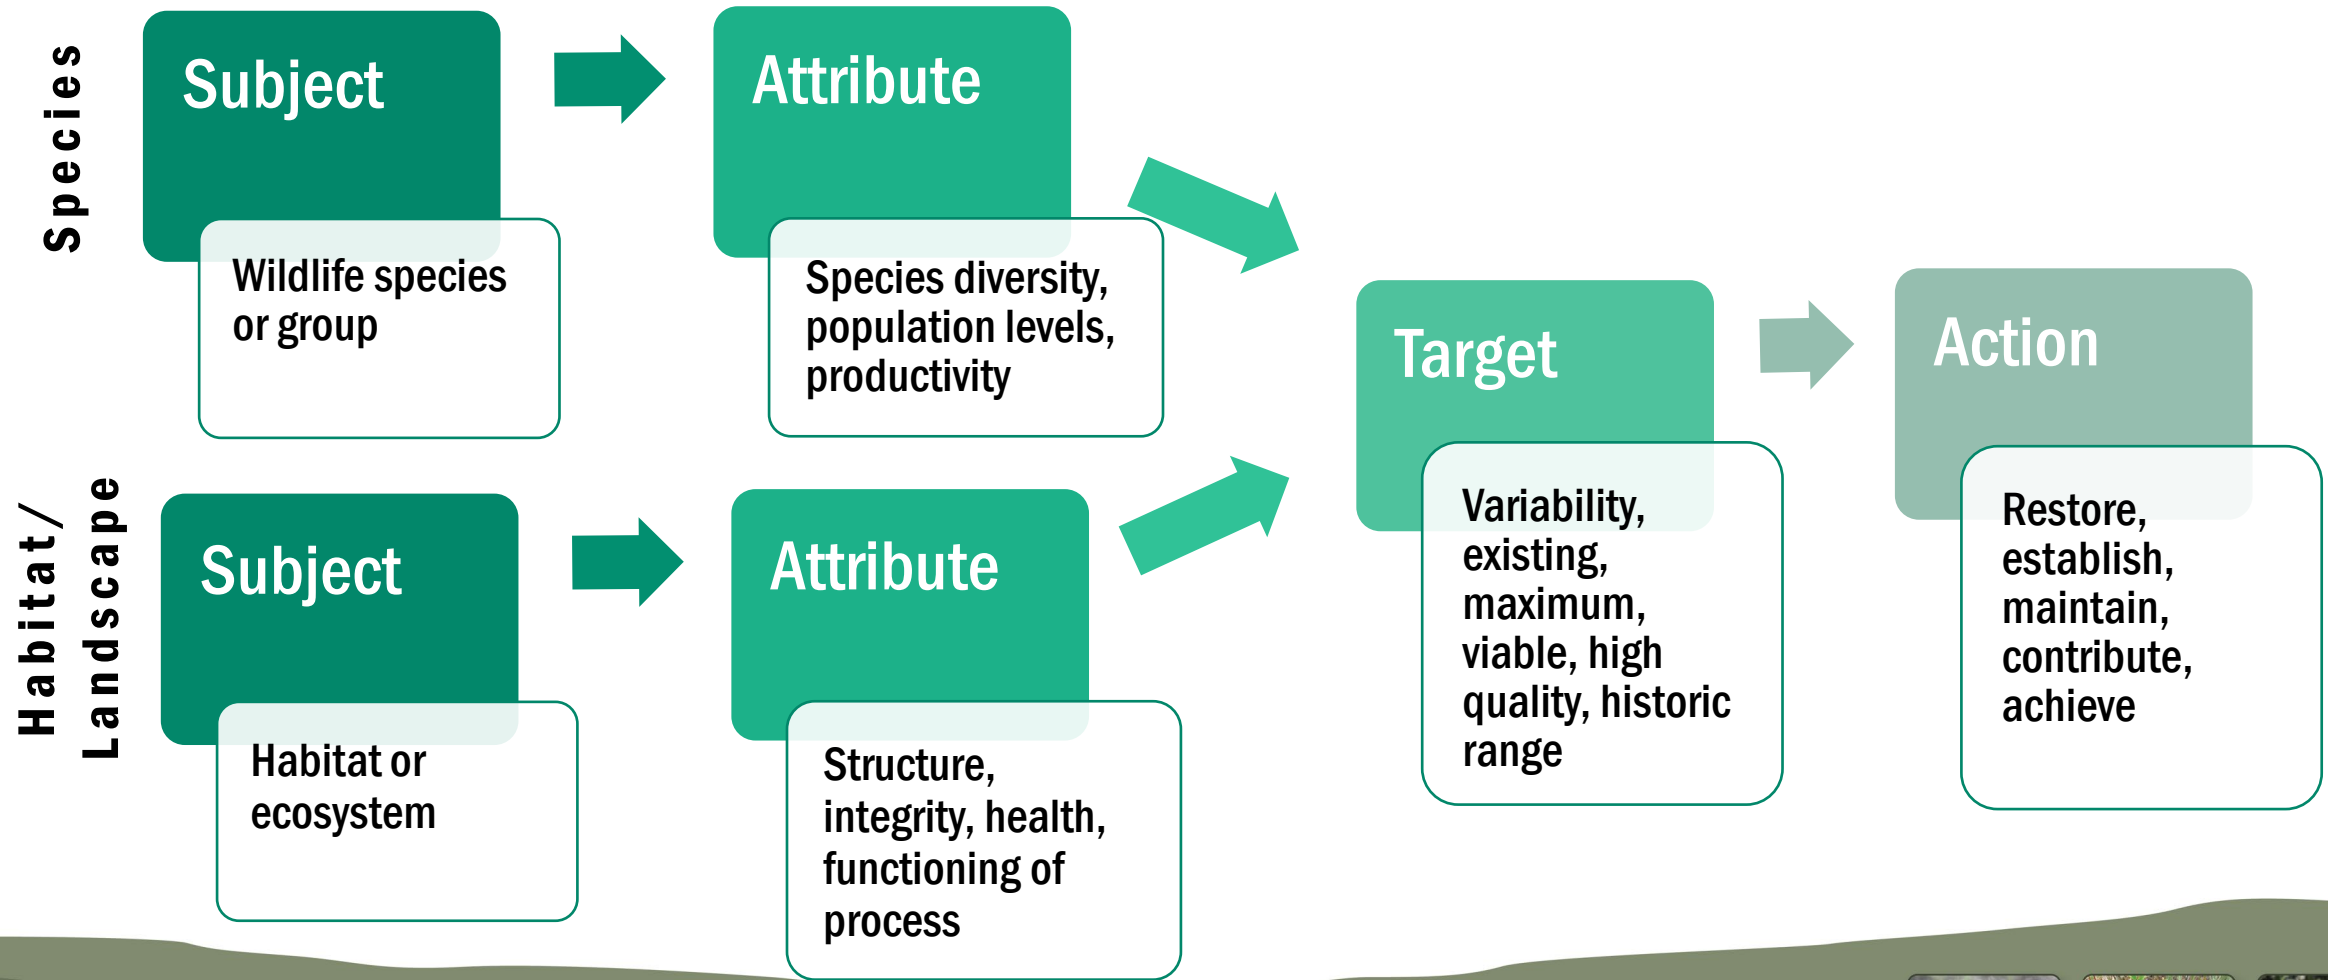 Species
Subject
Wildlife species
or group
Attribute
Species diversity,
population levels,
productivity
Habitat/
Landscape
Subject
Habitat or
ecosystem
Attribute
Structure,
integrity, health,
functioning of
process
Target
Variability,
existing,
maximum,
viable, high
quality, historic
range
Action
Restore,
establish,
maintain,
contribute,
achieve